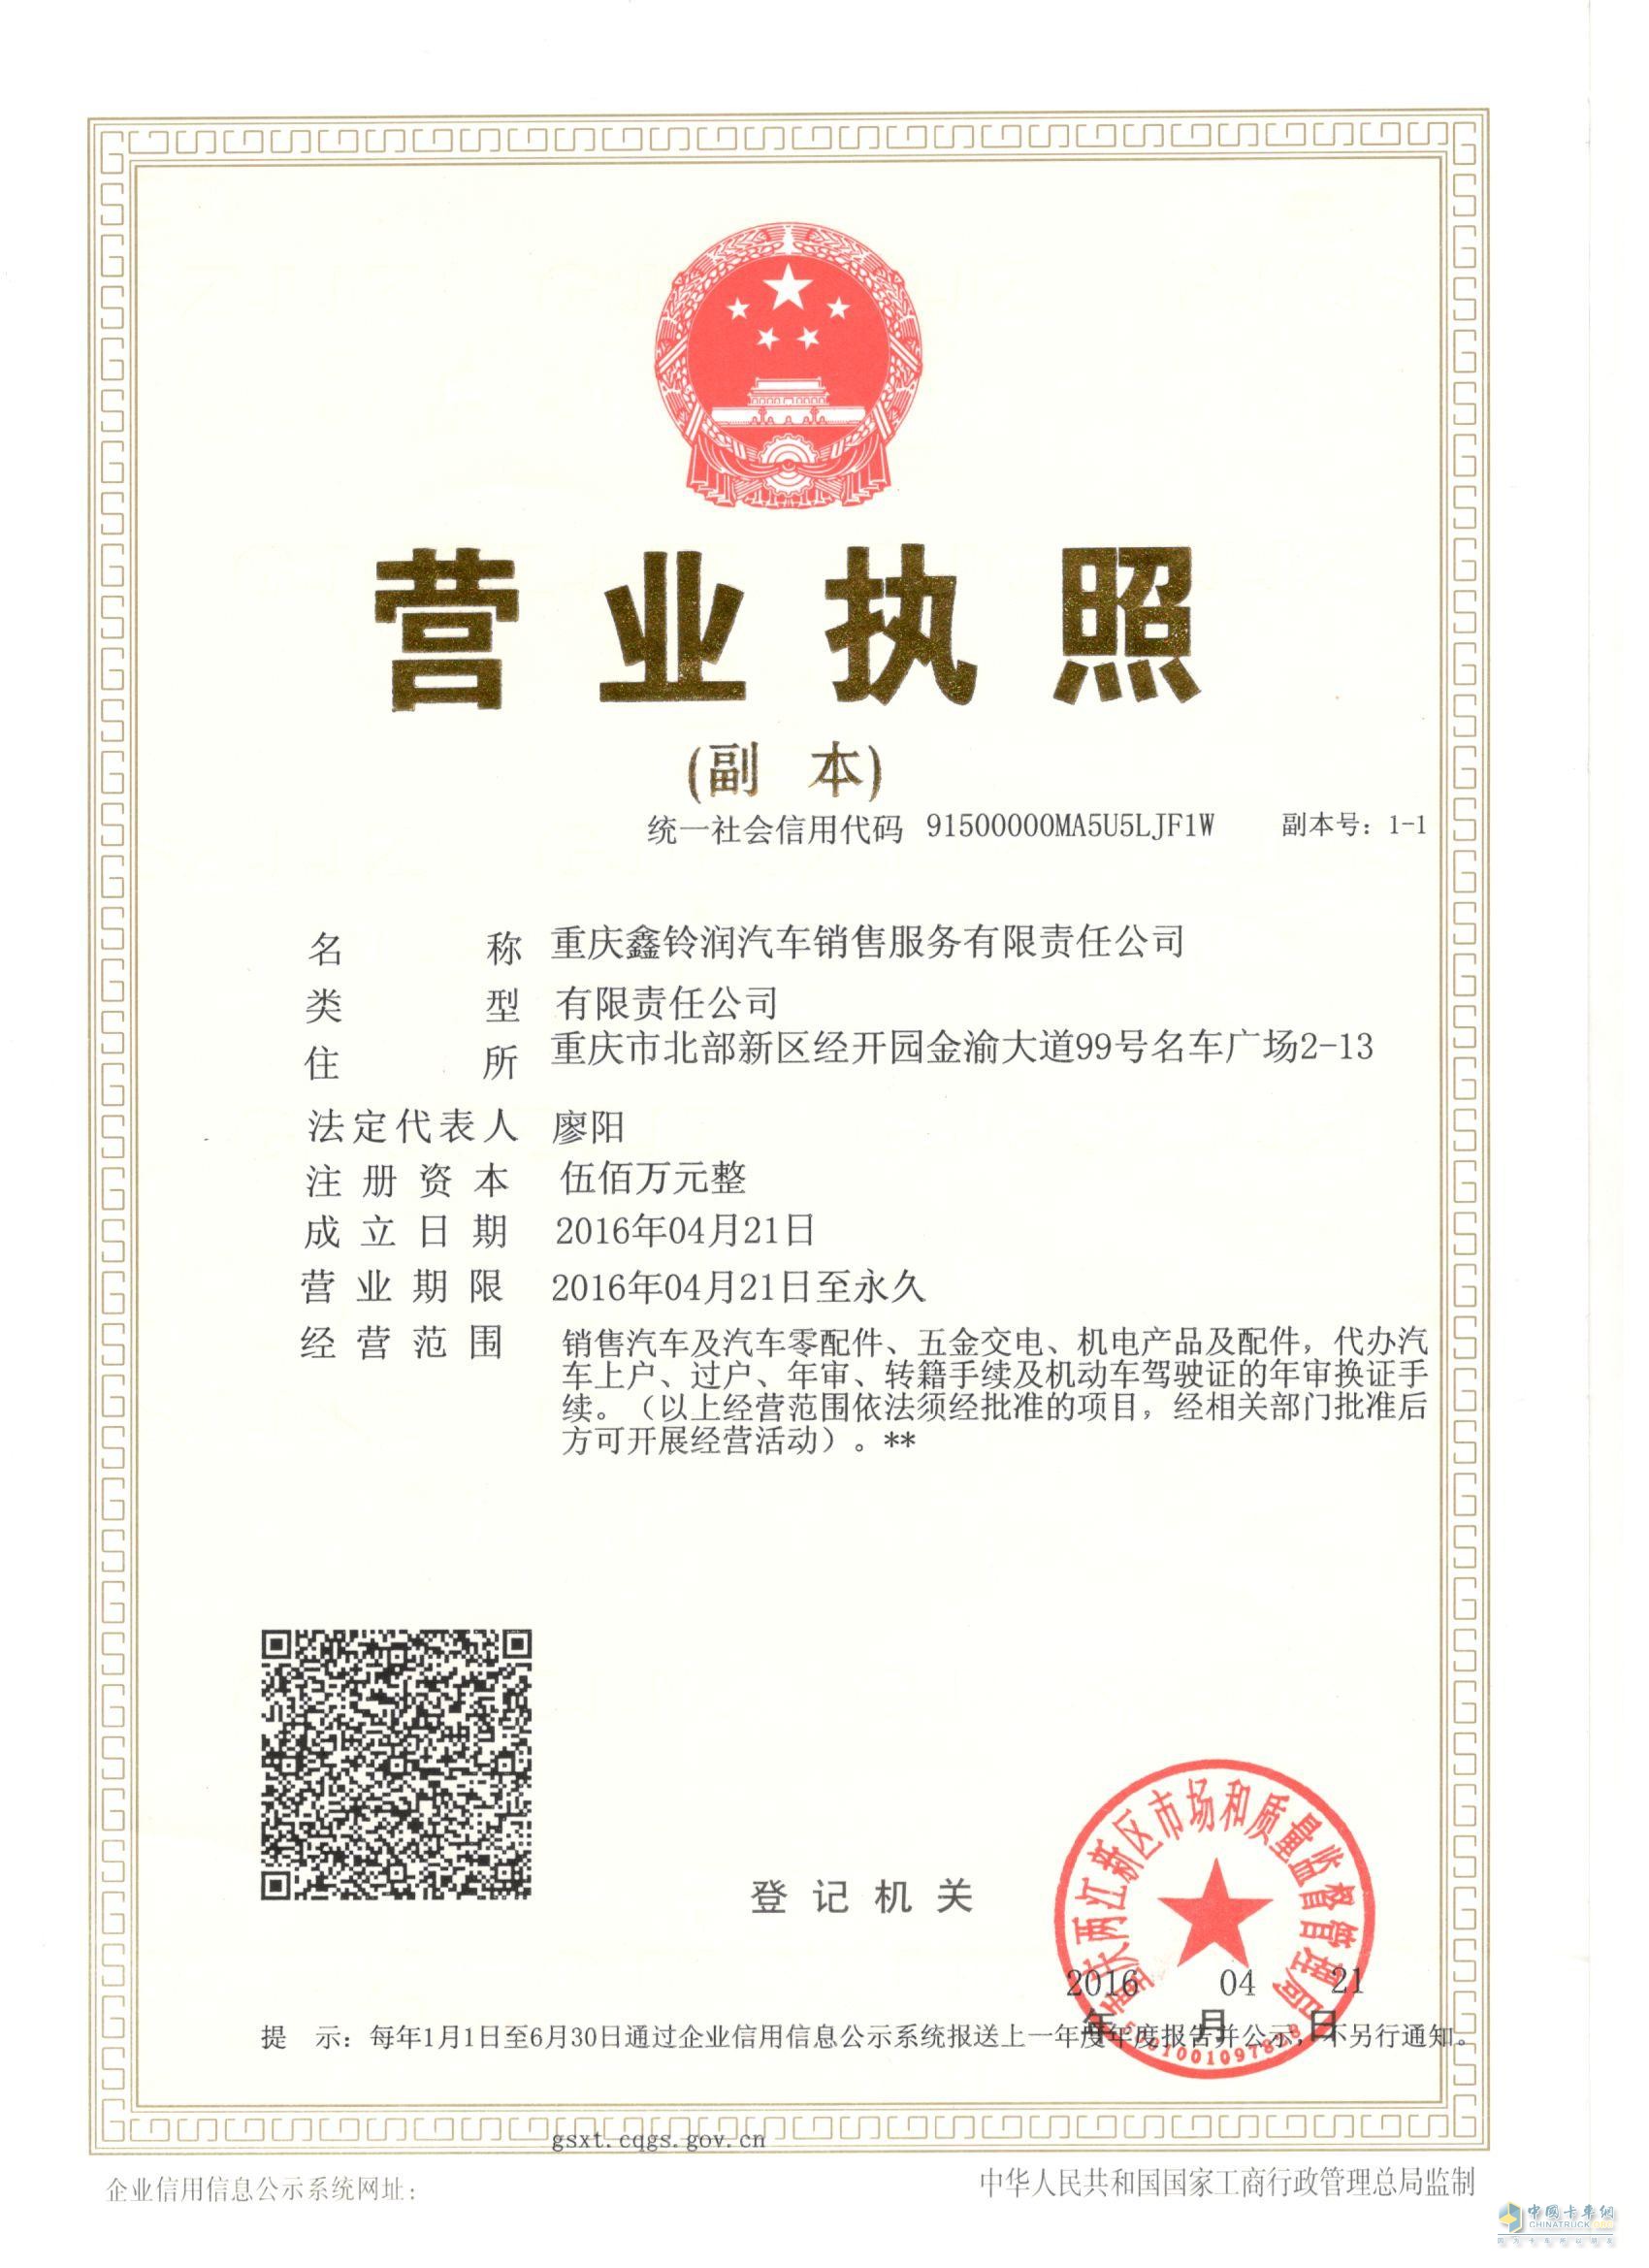 营业执照
(副 本)
统一社会信用代码 91500000MA5U5LJF1W 副本号：1-1
名 称 重庆鑫铃润汽车销售服务有限责任公司
类 型 有限责任公司
住 所 重庆市北部新区经开园金渝大道99号名车广场2-13
法定代表人 廖阳
注册资本 伍佰万元整
成立日期 2016年04月21日
营业期限 2016年04月21日至永久
经营范围 销售汽车及汽车零配件、五金交电、机电产品及配件，代办汽
车上户、过户、年审、转籍手续及机动车驾驶证的年审换证手
续。（以上经营范围依法须经批准的项目，经相关部门批准后
方可开展经营活动）。**
重庆两江新区市场和质量监督管理局
登记机关
2016 04 21
年 月 日
提 示：每年1月1日至6月30日通过企业信用信息公示系统报送上一年度年度报告并公示，不另行通知。
gsxt.cqgs.gov.cn
企业信用信息公示系统网址：
中华人民共和国国家工商行政管理总局监制
中国卡车网
CHINATRUCK.ORG